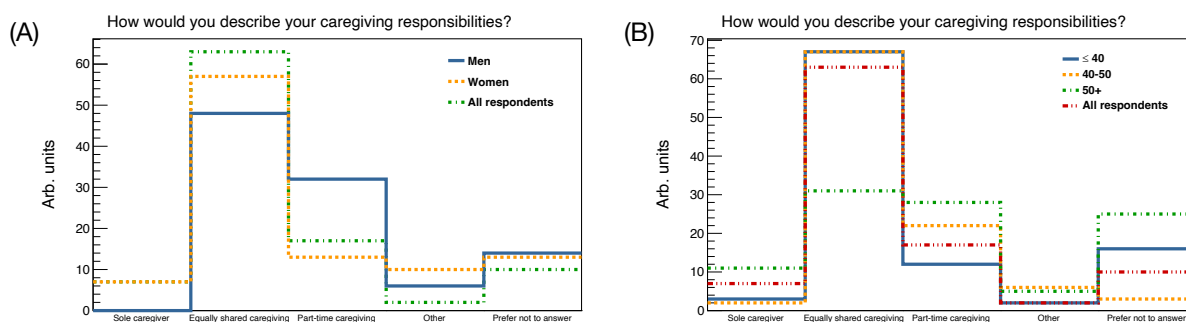 (A)
How would you describe your caregiving responsibilities?
Arb. units
60
50
40
30
20
10
0
Men
Women
All respondents
Sole caregiver
Equally shared caregiving
Part-time caregiving
Other
Prefer not to answer
(B)
How would you describe your caregiving responsibilities?
Arb. units
70
60
50
40
30
20
10
0
≤ 40
40-50
50+
All respondents
Sole caregiver
Equally shared caregiving
Part-time caregiving
Other
Prefer not to answer